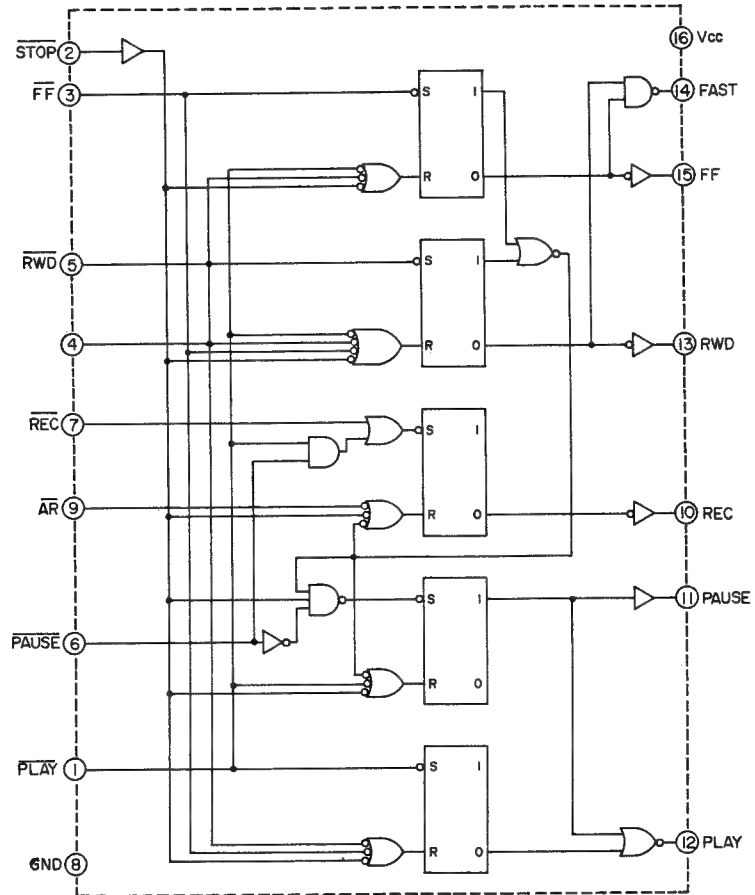 STOP 2
16 Vcc
FF 3
14 FAST
S 1
R 0
15 FF
RWD 5
S 1
R 0
4
13 RWD
REC 7
S 1
AR 9
R 0
10 REC
S 1
11 PAUSE
PAUSE 6
R 0
PLAY 1
S 1
GND 8
R 0
12 PLAY